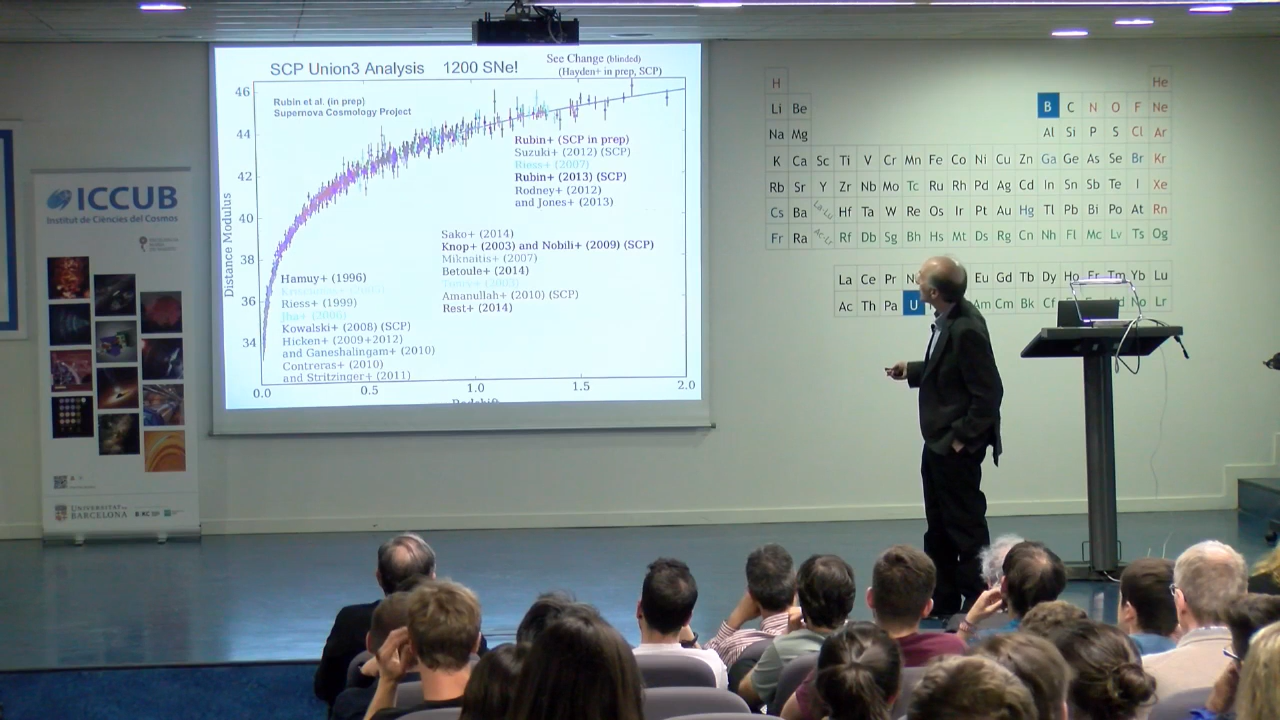 SCP Union3 Analysis 1200 SNe!
See Change (blinded)
(Hayden+ in prep, SCP)
Rubin et al. (in prep)
Supernova Cosmology Project
46
44
42
40
38
36
34
Distance Modulus
Rubin+ (SCP in prep)
Suzuki+ (2012) (SCP)
Riess+ (2007)
Rubin+ (2013) (SCP)
Rodney+ (2012)
and Jones+ (2013)
Sako+ (2014)
Knop+ (2003) and Nobili+ (2009) (SCP)
Miknaitis+ (2007)
Betoule+ (2014)
Amanullah+ (2010) (SCP)
Rest+ (2014)
Hamuy+ (1996)
Riess+ (1999)
Jha+ (2006)
Kowalski+ (2008) (SCP)
Hicken+ (2009+2012)
and Ganeshalingam+ (2010)
Contreras+ (2010)
and Stritzinger+ (2011)
0.0 0.5 1.0 1.5 2.0
ICCUB
Institut de Ciències del Cosmos
UNIVERSITAT DE
BARCELONA
H He
Li Be B C N O F Ne
Na Mg Al Si P S Cl Ar
K Ca Sc Ti V Cr Mn Fe Co Ni Cu Zn Ga Ge As Se Br Kr
Rb Sr Y Zr Nb Mo Tc Ru Rh Pd Ag Cd In Sn Sb Te I Xe
Cs Ba La-Lu Hf Ta W Re Os Ir Pt Au Hg Tl Pb Bi Po At Rn
Fr Ra Ac-Lr Rf Db Sg Bh Hs Mt Ds Rg Cn Nh Fl Mc Lv Ts Og
La Ce Pr Eu Gd Tb Dy Ho Er Tm Yb Lu
Ac Th Pa U Am Cm Bk Cf No Lr